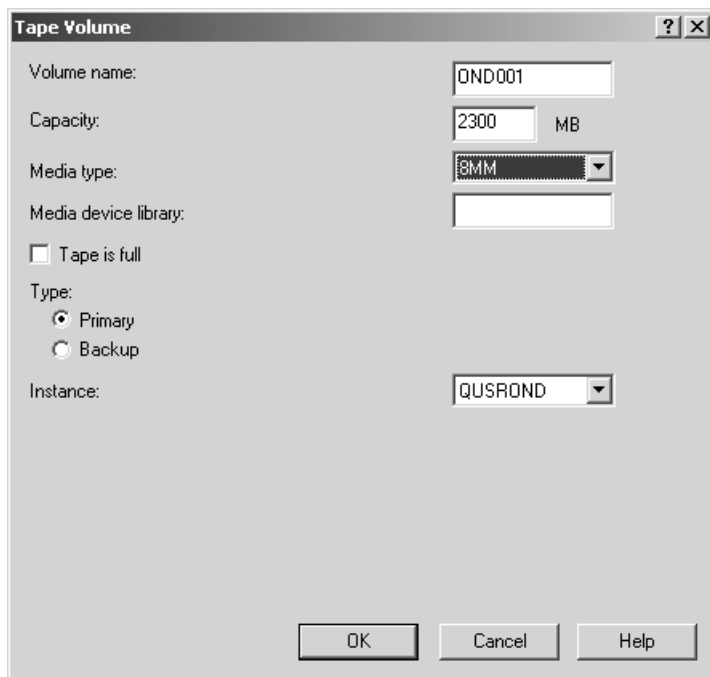 Tape Volume
Volume name: OND001
Capacity: 2300 MB
Media type: 8MM
Media device library:
Tape is full
Type:
Primary
Backup
Instance: QUSROND
OK Cancel Help